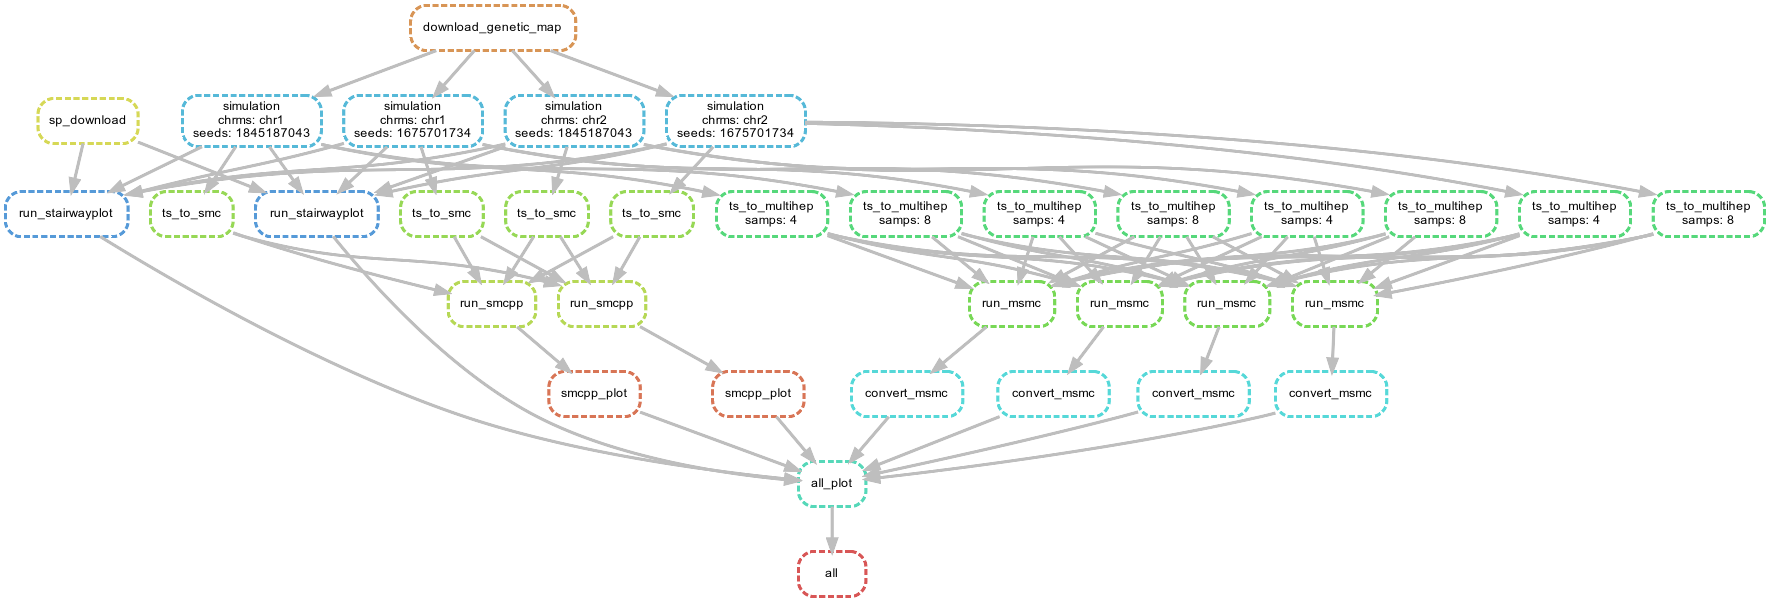 download_genetic_map
sp_download
simulation
chrms: chr1
seeds: 1845187043
simulation
chrms: chr1
seeds: 1675701734
simulation
chrms: chr2
seeds: 1845187043
simulation
chrms: chr2
seeds: 1675701734
run_stairwayplot
ts_to_smc
run_stairwayplot
ts_to_smc
ts_to_smc
ts_to_smc
ts_to_multihep
samps: 4
ts_to_multihep
samps: 8
ts_to_multihep
samps: 4
ts_to_multihep
samps: 8
ts_to_multihep
samps: 4
ts_to_multihep
samps: 8
ts_to_multihep
samps: 4
ts_to_multihep
samps: 8
run_smcpp
run_smcpp
run_msmc
run_msmc
run_msmc
run_msmc
smcpp_plot
smcpp_plot
convert_msmc
convert_msmc
convert_msmc
convert_msmc
all_plot
all